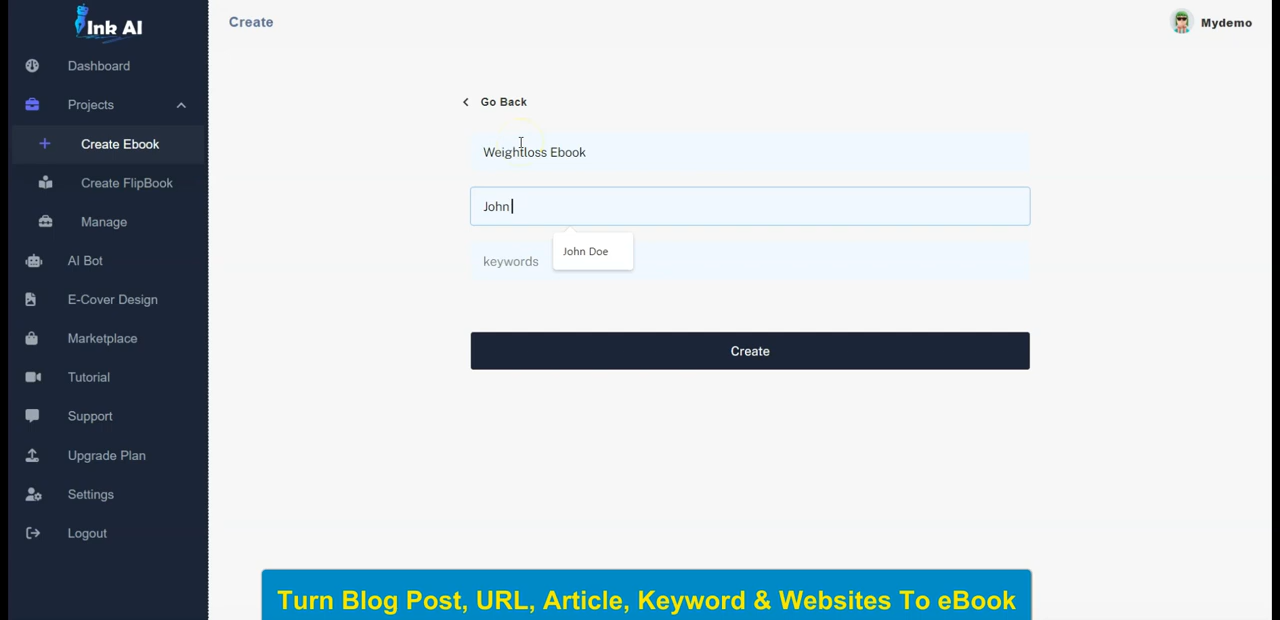 Ink AI
Create
Mydemo
Dashboard
Projects
Create Ebook
Create FlipBook
Manage
AI Bot
E-Cover Design
Marketplace
Tutorial
Support
Upgrade Plan
Settings
Logout
Go Back
Weightloss Ebook
John
John Doe
keywords
Create
Turn Blog Post, URL, Article, Keyword & Websites To eBook